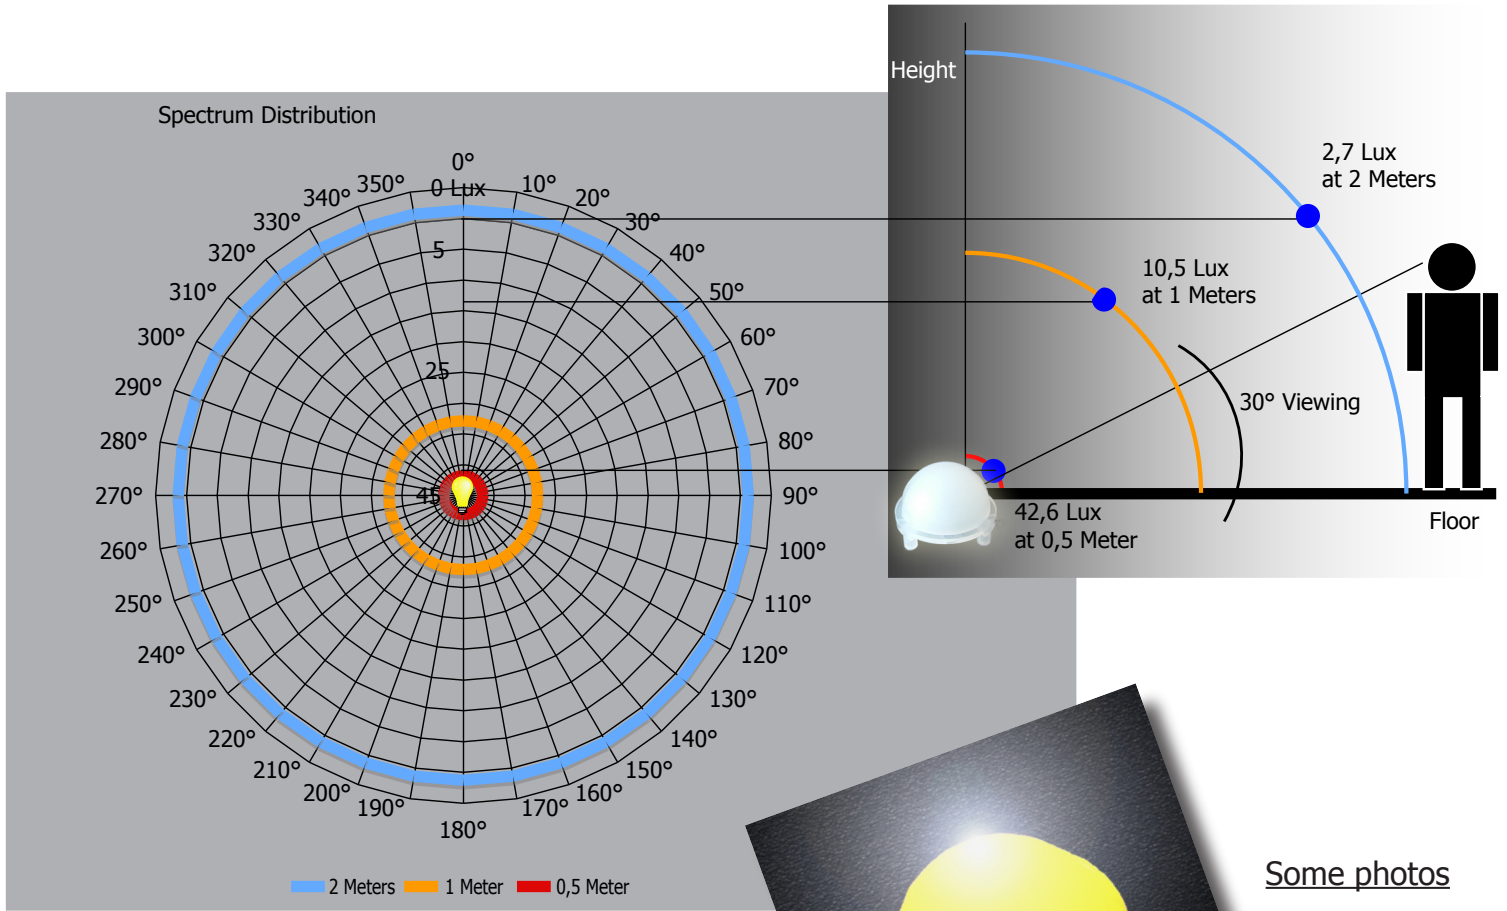 Spectrum Distribution
0°
0 Lux
10°
20°
30°
40°
50°
60°
70°
80°
90°
100°
110°
120°
130°
140°
150°
160°
170°
180°
190°
200°
210°
220°
230°
240°
250°
260°
270°
280°
290°
300°
310°
320°
330°
340°
350°
5
25
45
2 Meters
1 Meter
0,5 Meter
Height
2,7 Lux
at 2 Meters
10,5 Lux
at 1 Meters
30° Viewing
42,6 Lux
at 0,5 Meter
Floor
Some photos